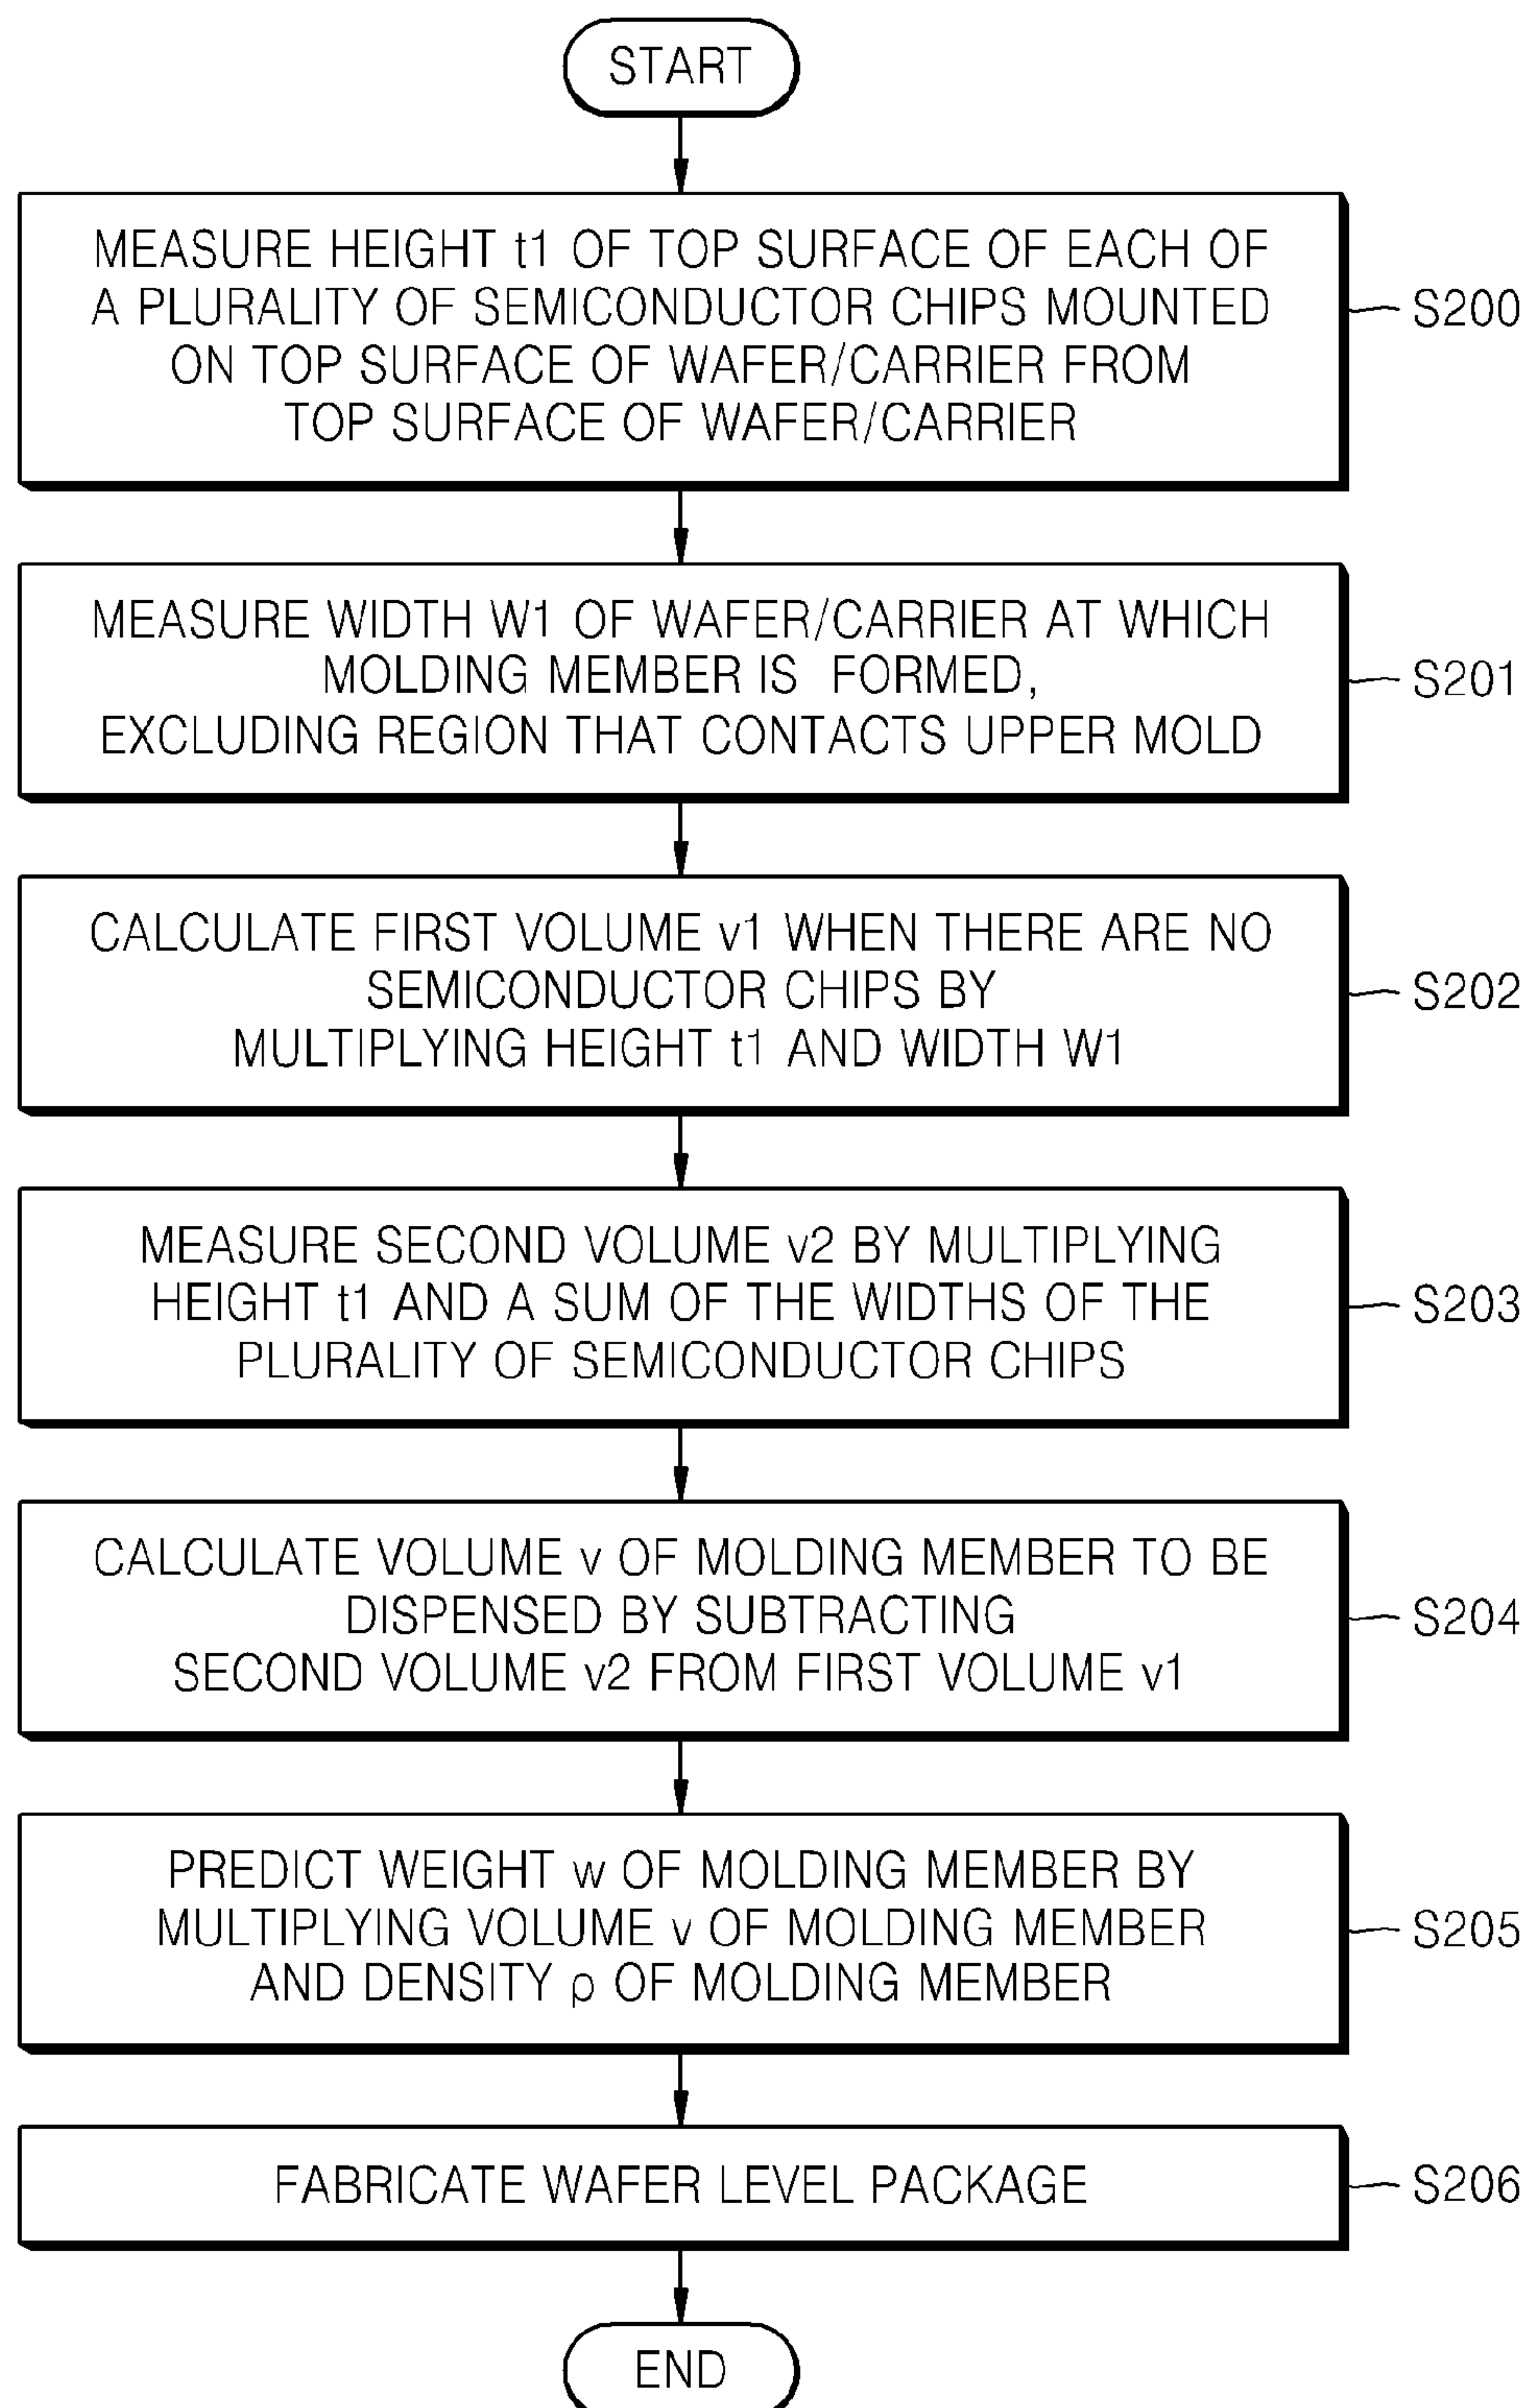 START
MEASURE HEIGHT t1 OF TOP SURFACE OF EACH OF
A PLURALITY OF SEMICONDUCTOR CHIPS MOUNTED
ON TOP SURFACE OF WAFER/CARRIER FROM
TOP SURFACE OF WAFER/CARRIER
S200
MEASURE WIDTH W1 OF WAFER/CARRIER AT WHICH
MOLDING MEMBER IS FORMED,
EXCLUDING REGION THAT CONTACTS UPPER MOLD
S201
CALCULATE FIRST VOLUME v1 WHEN THERE ARE NO
SEMICONDUCTOR CHIPS BY
MULTIPLYING HEIGHT t1 AND WIDTH W1
S202
MEASURE SECOND VOLUME v2 BY MULTIPLYING
HEIGHT t1 AND A SUM OF THE WIDTHS OF THE
PLURALITY OF SEMICONDUCTOR CHIPS
S203
CALCULATE VOLUME v OF MOLDING MEMBER TO BE
DISPENSED BY SUBTRACTING
SECOND VOLUME v2 FROM FIRST VOLUME v1
S204
PREDICT WEIGHT w OF MOLDING MEMBER BY
MULTIPLYING VOLUME v OF MOLDING MEMBER
AND DENSITY ρ OF MOLDING MEMBER
S205
FABRICATE WAFER LEVEL PACKAGE
S206
END